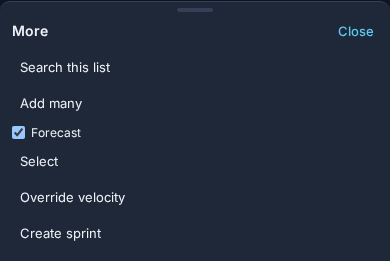 More
Close
Search this list
Add many
Forecast
Select
Override velocity
Create sprint